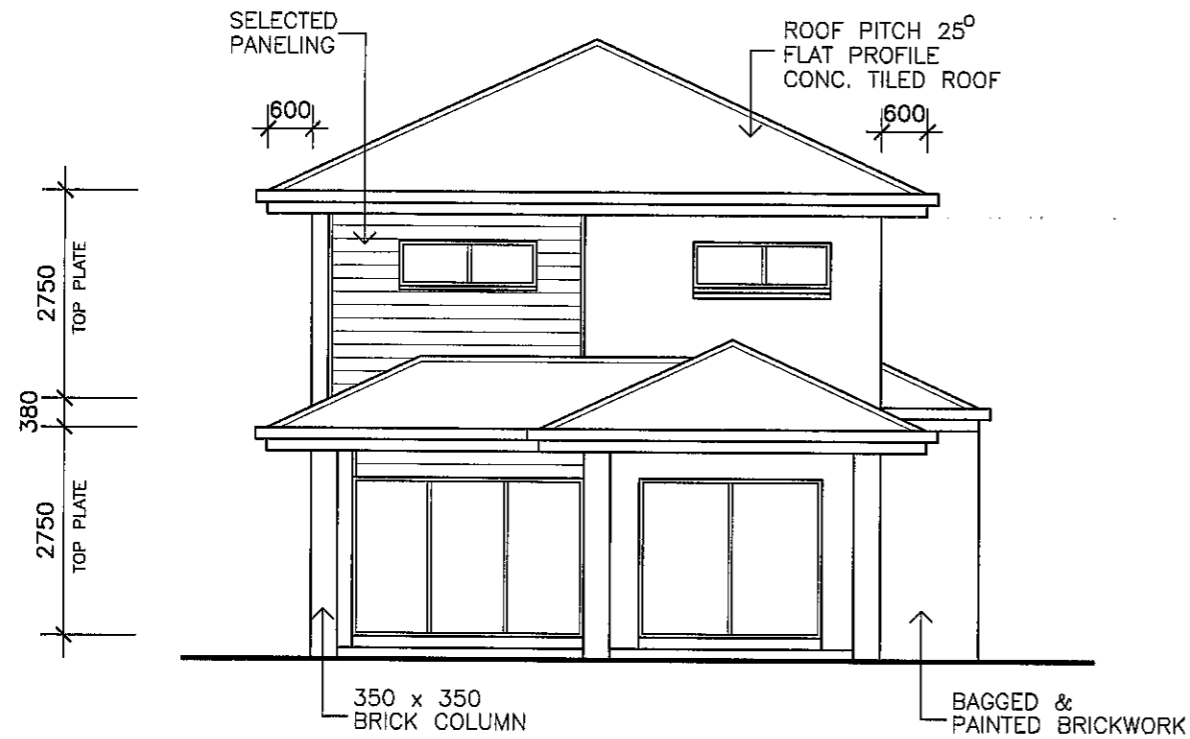 SELECTED
PANELING
ROOF PITCH 25°
FLAT PROFILE
CONC. TILED ROOF
600
600
2750
TOP PLATE
380
2750
TOP PLATE
350 x 350
BRICK COLUMN
BAGGED &
PAINTED BRICKWORK